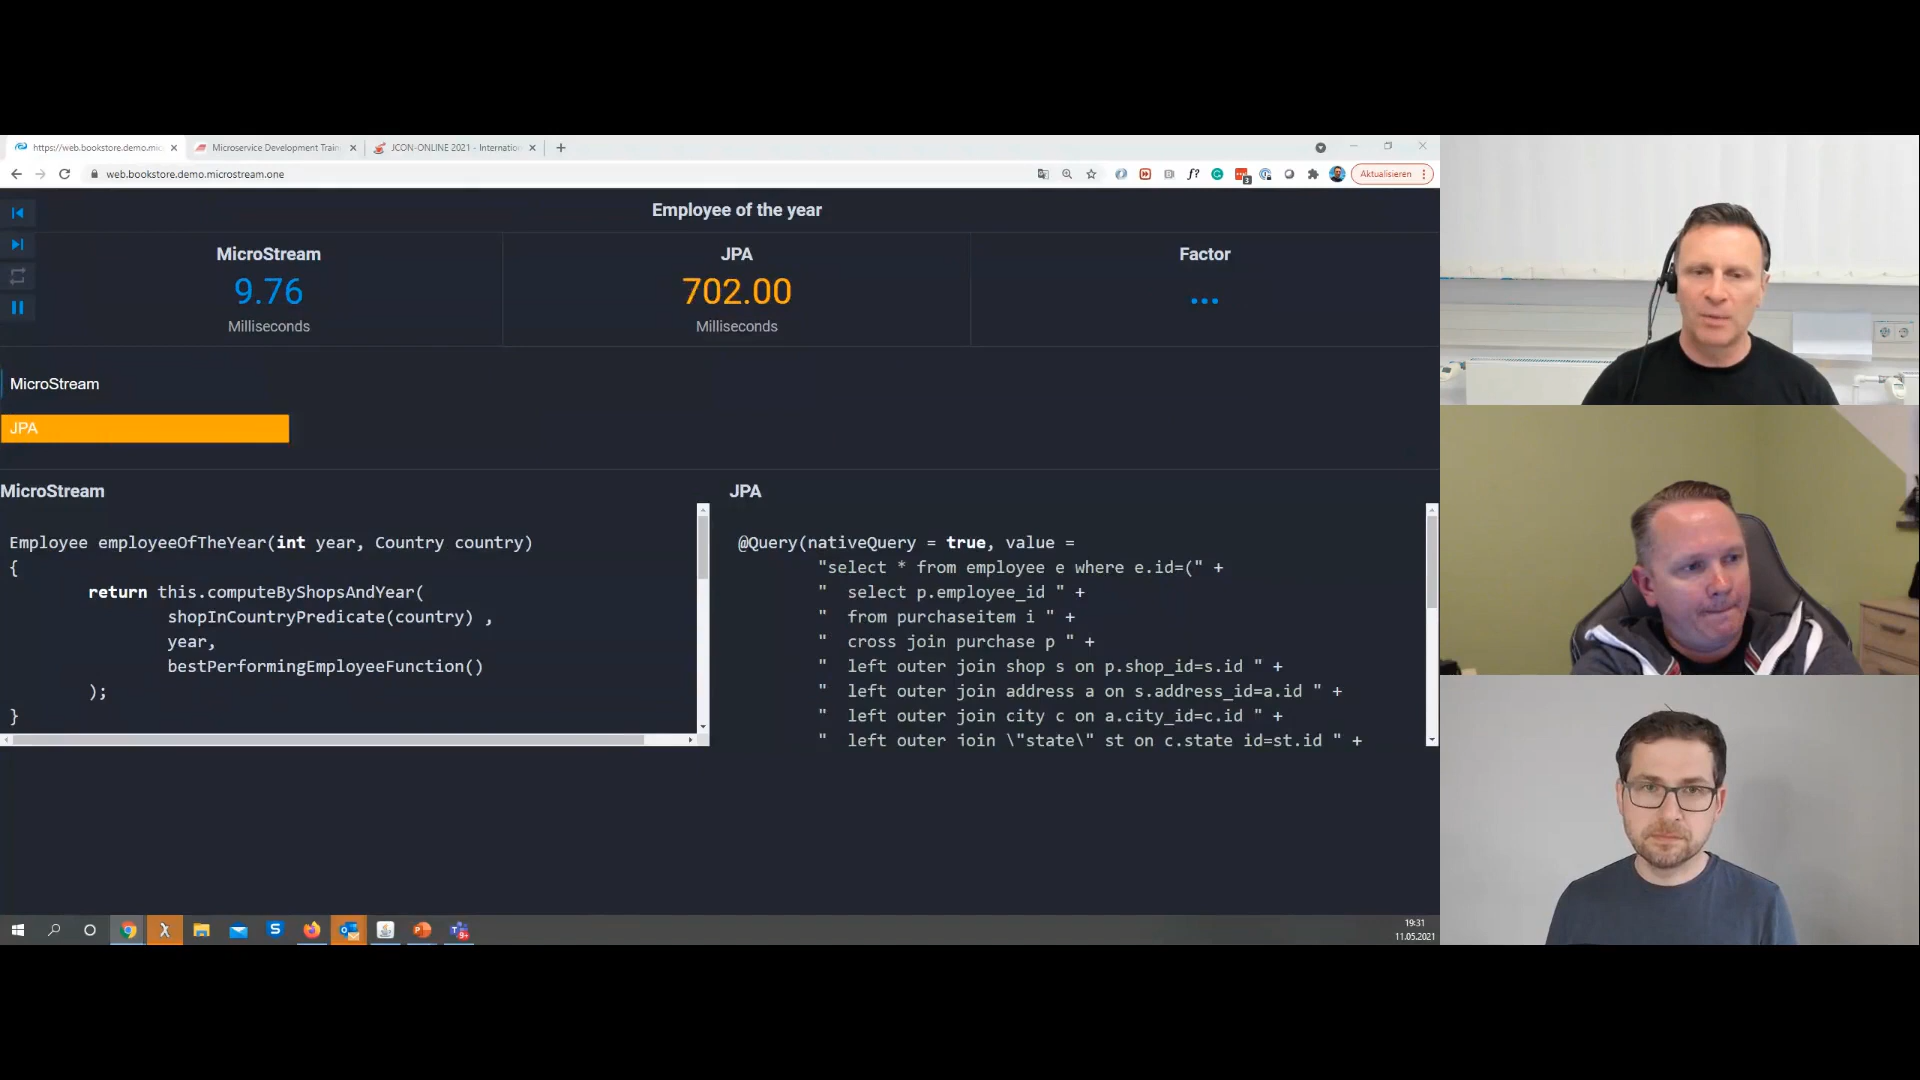 https://web.bookstore.demo.mic
Microservice Development Train
JCON-ONLINE 2021 - Internatio
web.bookstore.demo.microstream.one
Aktualisieren
Employee of the year
MicroStream
9.76
Milliseconds
JPA
702.00
Milliseconds
Factor
...
MicroStream
JPA
MicroStream
Employee employeeOfTheYear(int year, Country country)
{
return this.computeByShopsAndYear(
shopInCountryPredicate(country) ,
year,
bestPerformingEmployeeFunction()
);
}
JPA
@Query(nativeQuery = true, value =
"select * from employee e where e.id=(" +
" select p.employee_id " +
" from purchaseitem i " +
" cross join purchase p " +
" left outer join shop s on p.shop_id=s.id " +
" left outer join address a on s.address_id=a.id " +
" left outer join city c on a.city_id=c.id " +
" left outer join \"state\" st on c.state id=st.id " +
19:31
11.05.2021